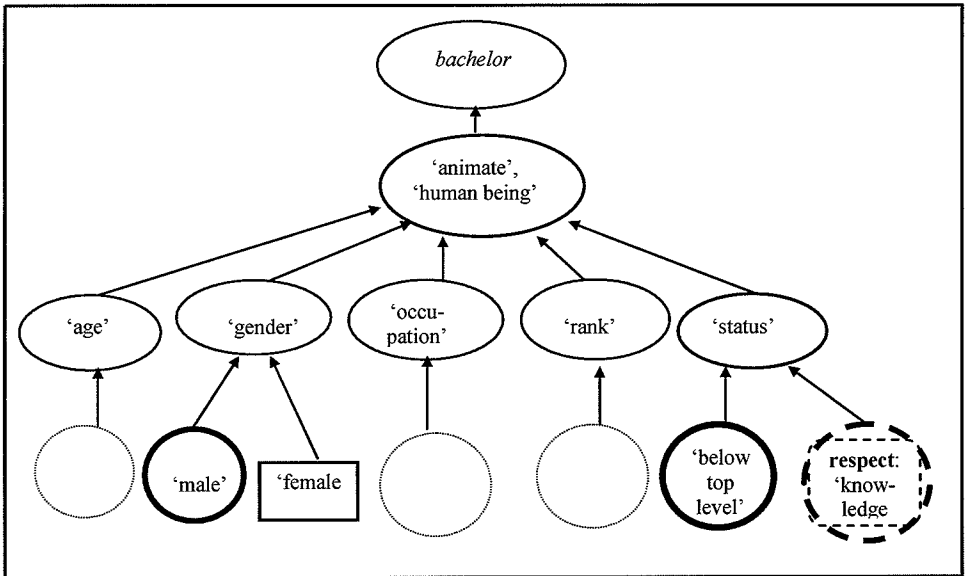 bachelor
‘animate’,
‘human being’
‘age’
‘gender’
‘occu-
pation’
‘rank’
‘status’
‘male’
‘female
‘below
top
level’
respect:
‘know-
ledge